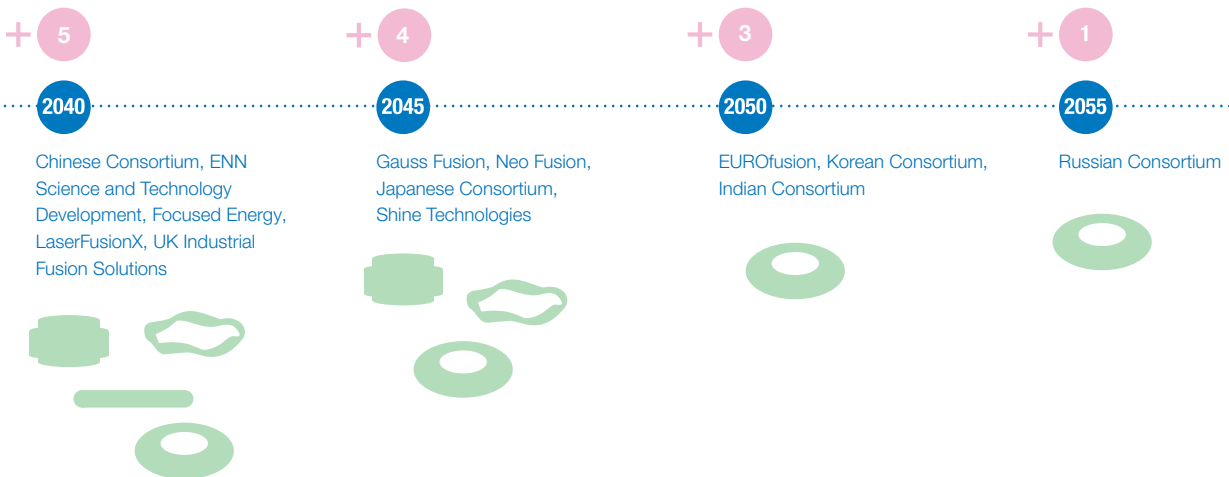 + 5
+ 4
+ 3
+ 1
2040
2045
2050
2055
Chinese Consortium, ENN
Science and Technology
Development, Focused Energy,
LaserFusionX, UK Industrial
Fusion Solutions
Gauss Fusion, Neo Fusion,
Japanese Consortium,
Shine Technologies
EUROfusion, Korean Consortium,
Indian Consortium
Russian Consortium